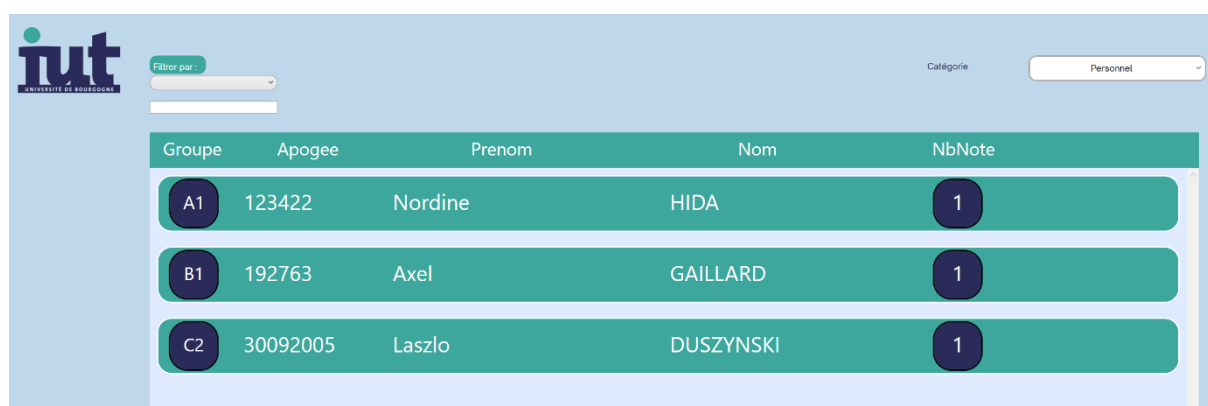 iut
UNIVERSITÉ DE BOURGOGNE
Filtrer par :
Catégorie Personnel
Groupe Apogee Prenom Nom NbNote
A1 123422 Nordine HIDA 1
B1 192763 Axel GAILLARD 1
C2 30092005 Laszlo DUSZYNSKI 1